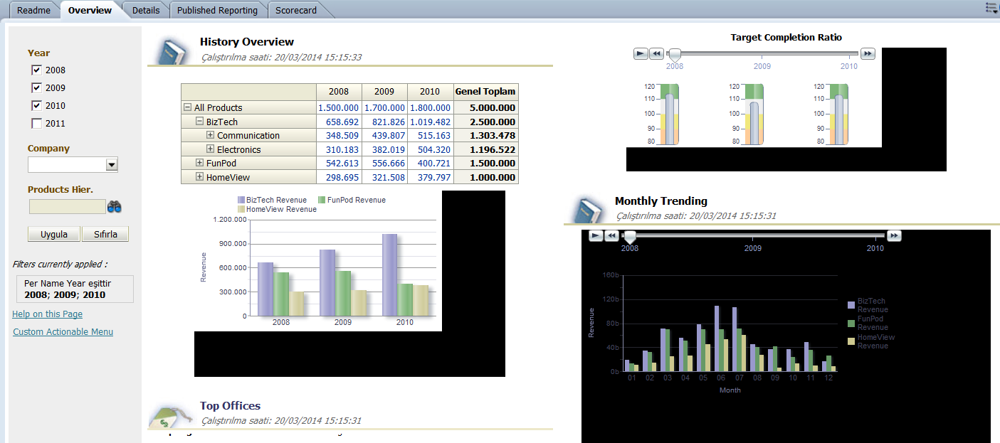 Readme Overview Details Published Reporting Scorecard
Year
2008
2009
2010
2011
Company
Products Hier.
Uygula Sıfırla
Filters currently applied :
Per Name Year eşittir
2008; 2009; 2010
Help on this Page
Custom Actionable Menu
History Overview
Çalıştırılma saati: 20/03/2014 15:15:33
2008 2009 2010 Genel Toplam
All Products 1.500.000 1.700.000 1.800.000 5.000.000
BizTech 658.692 821.826 1.019.482 2.500.000
Communication 348.509 439.807 515.163 1.303.478
Electronics 310.183 382.019 504.320 1.196.522
FunPod 542.613 556.666 400.721 1.500.000
HomeView 298.695 321.508 379.797 1.000.000
BizTech Revenue FunPod Revenue
HomeView Revenue
1.200.000
900.000
600.000
300.000
0
Revenue
2008 2009 2010
Top Offices
Çalıştırılma saati: 20/03/2014 15:15:31
Target Completion Ratio
2008 2009 2010
120 120 120
110 110 110
100 100 100
90 90 90
80 80 80
Monthly Trending
Çalıştırılma saati: 20/03/2014 15:15:31
2008 2009 2010
160b
120b
80b
40b
0b
Revenue
01 02 03 04 05 06 07 08 09 10 11 12
Month
BizTech
Revenue
FunPod
Revenue
HomeView
Revenue